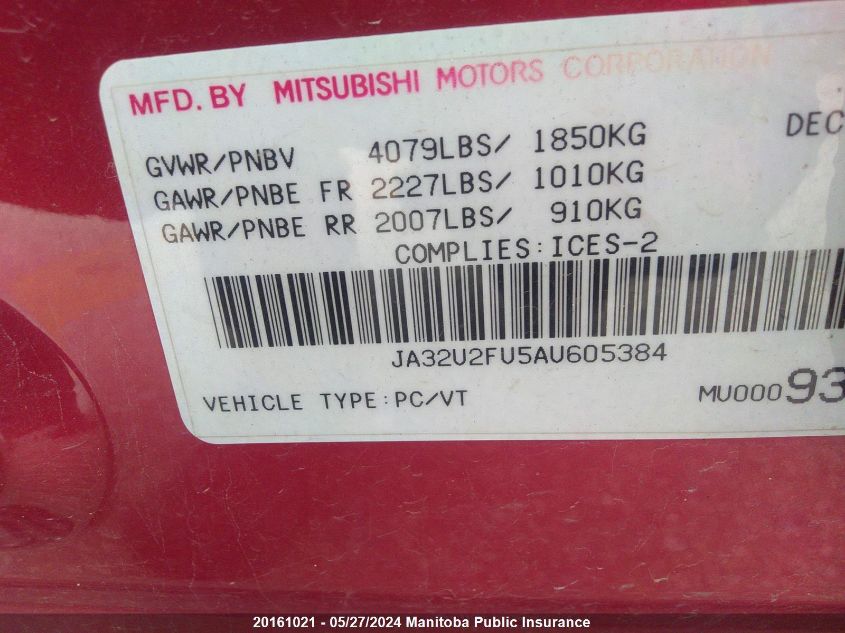 MFD. BY MITSUBISHI MOTORS CORPORATION
GVWR/PNBV 4079LBS/ 1850KG DEC
GAWR/PNBE FR 2227LBS/ 1010KG
GAWR/PNBE RR 2007LBS/ 910KG
COMPLIES:ICES-2
JA32U2FU5AU605384
VEHICLE TYPE:PC/VT MU00093
20161021 - 05/27/2024 Manitoba Public Insurance